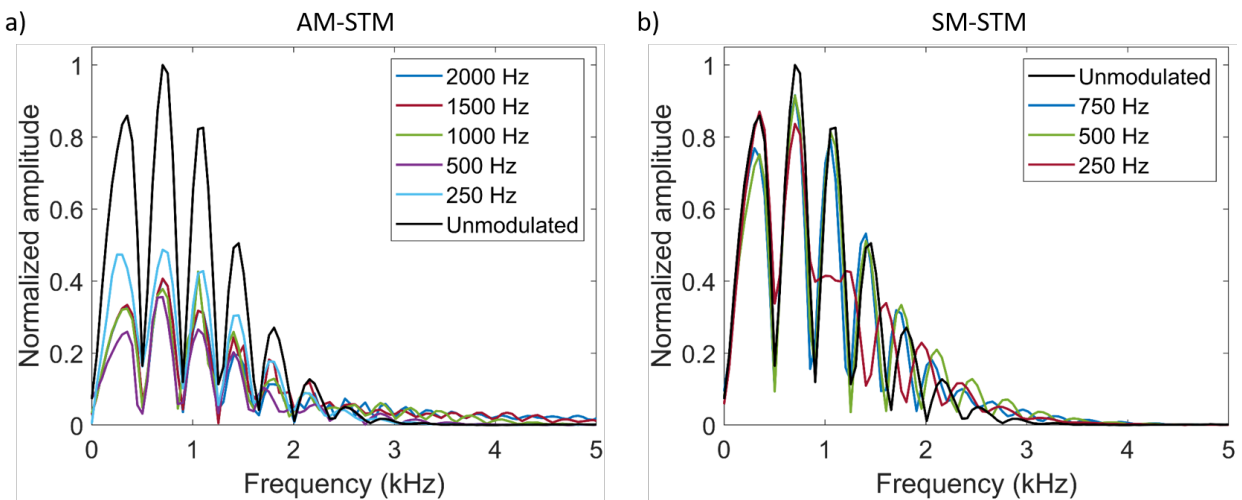 a) AM-STM
Normalized amplitude
1
0.8
0.6
0.4
0.2
0
0 1 2 3 4 5
Frequency (kHz)
2000 Hz
1500 Hz
1000 Hz
500 Hz
250 Hz
Unmodulated
b) SM-STM
Normalized amplitude
1
0.8
0.6
0.4
0.2
0
0 1 2 3 4 5
Frequency (kHz)
Unmodulated
750 Hz
500 Hz
250 Hz